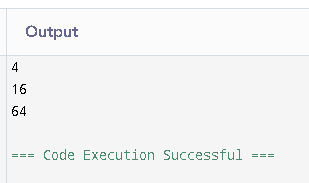 Output
4
16
64
=== Code Execution Successful ===